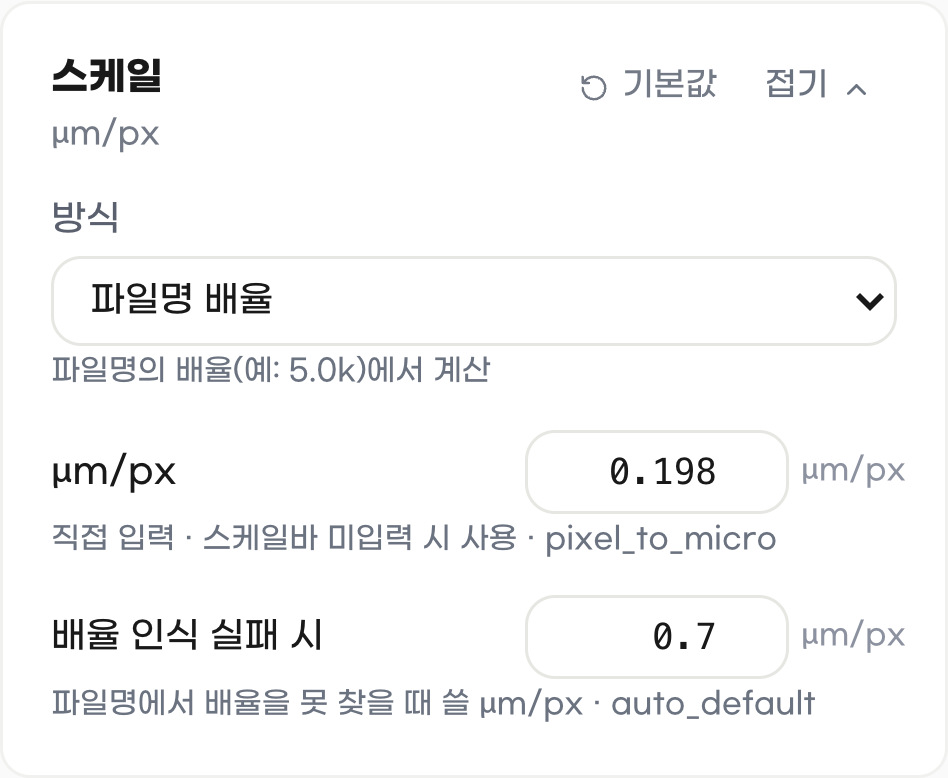 스케일
기본값 접기
µm/px
방식
파일명 배율
파일명의 배율(예: 5.0k)에서 계산
µm/px 0.198 µm/px
직접 입력 · 스케일바 미입력 시 사용 · pixel_to_micro
배율 인식 실패 시 0.7 µm/px
파일명에서 배율을 못 찾을 때 쓸 µm/px · auto_default